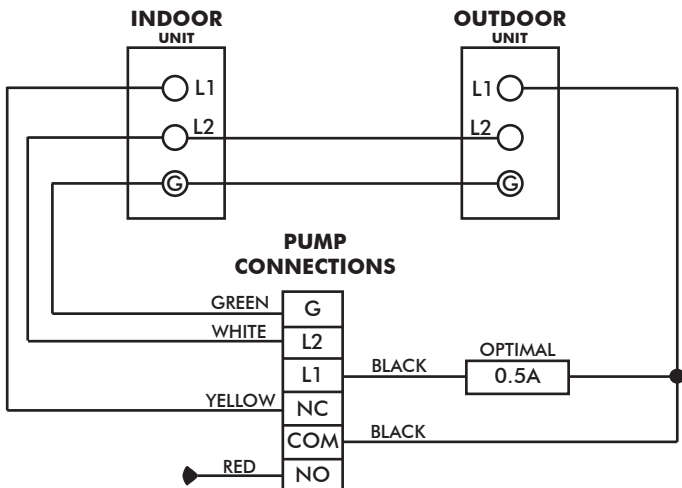 INDOOR
UNIT
OUTDOOR
UNIT
L1
L1
L2
L2
G
G
PUMP
CONNECTIONS
GREEN
G
WHITE
L2
L1
BLACK
OPTIMAL
0.5A
YELLOW
NC
COM
BLACK
RED
NO